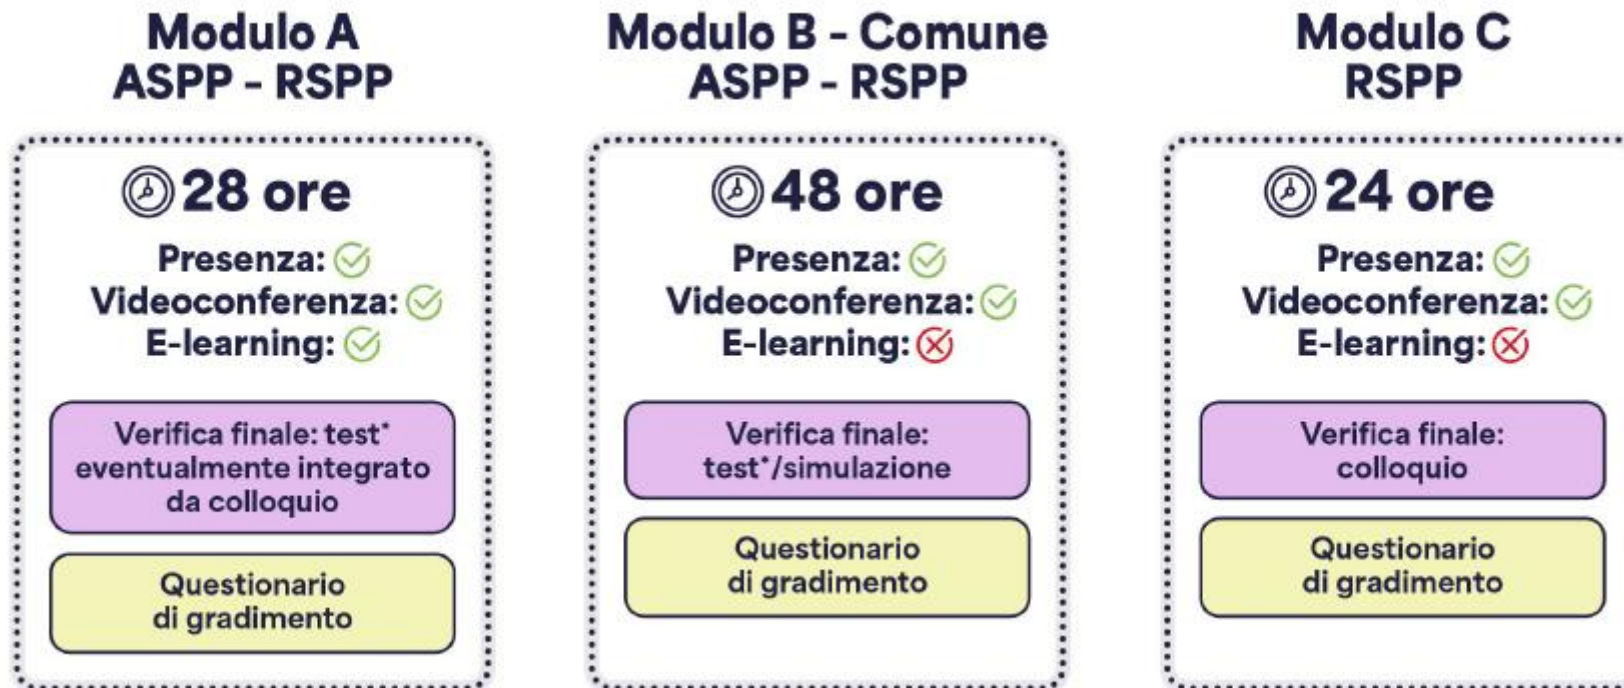 Modulo A
ASPP - RSPP
28 ore
Presenza:
Videoconferenza:
E-learning:
Verifica finale: test*
eventualmente integrato
da colloquio
Questionario
di gradimento
Modulo B - Comune
ASPP - RSPP
48 ore
Presenza:
Videoconferenza:
E-learning:
Verifica finale:
test*/simulazione
Questionario
di gradimento
Modulo C
RSPP
24 ore
Presenza:
Videoconferenza:
E-learning:
Verifica finale:
colloquio
Questionario
di gradimento